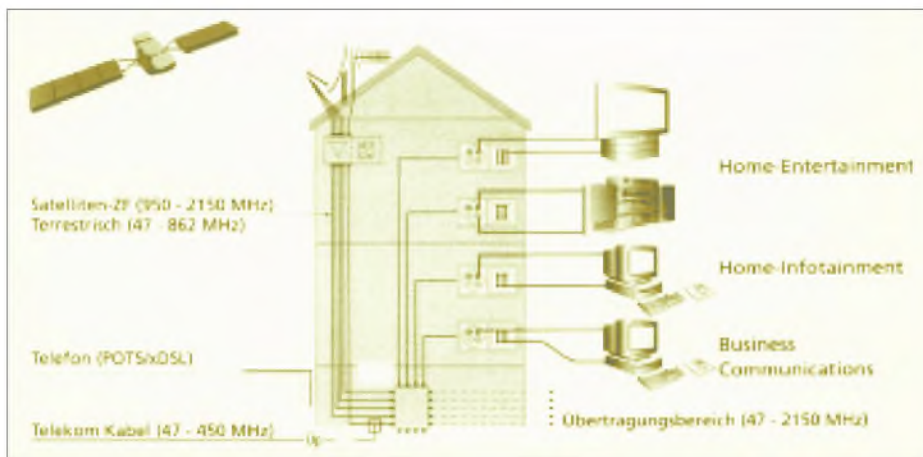 Home-Entertainment
Satelliten-ZF (950 - 2150 MHz)
Terrestrisch (47 - 862 MHz)
Home-Infotainment
Telefon (POTS/xDSL)
Business
Communications
Übertragungsbereich (47 - 2150 MHz)
Telekom Kabel (47 - 450 MHz)
Up